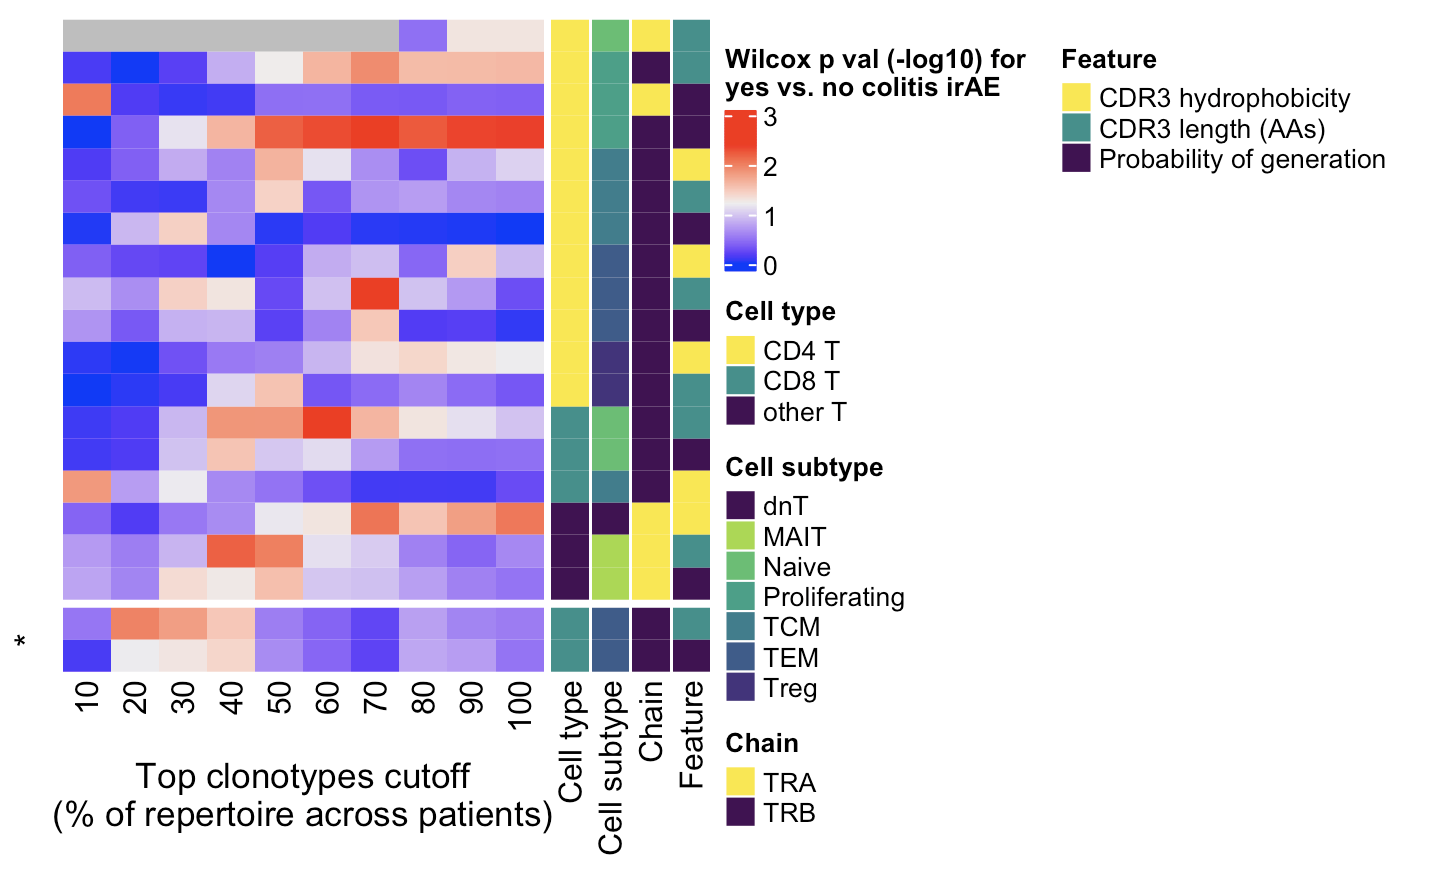 Wilcox p val (-log10) for
yes vs. no colitis irAE
3
2
1
0
Feature
CDR3 hydrophobicity
CDR3 length (AAs)
Probability of generation
Cell type
CD4 T
CD8 T
other T
Cell subtype
dnT
MAIT
Naive
Proliferating
TCM
TEM
Treg
Chain
TRA
TRB
*
10 20 30 40 50 60 70 80 90 100
Cell type
Cell subtype
Chain
Feature
Top clonotypes cutoff
(% of repertoire across patients)